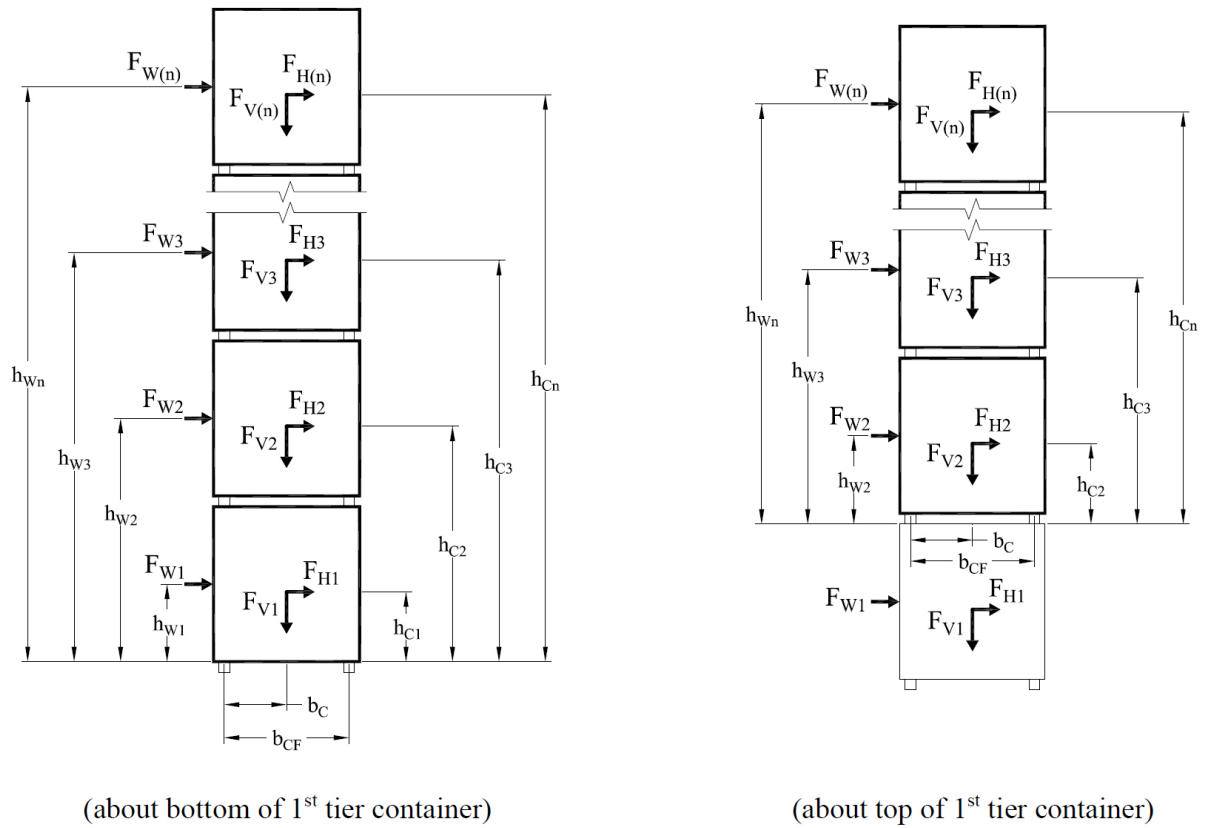 F_W(n)
F_H(n)
F_V(n)
F_W3
F_H3
F_V3
h_Wn
h_Cn
F_W2
F_H2
F_V2
h_W3
h_C3
h_W2
h_C2
F_W1
F_H1
F_V1
h_W1
h_C1
b_C
b_CF
(about bottom of 1st tier container)
F_W(n)
F_H(n)
F_V(n)
F_W3
F_H3
F_V3
h_Wn
h_Cn
h_W3
h_C3
F_W2
F_H2
F_V2
h_W2
h_C2
b_C
b_CF
F_W1
F_H1
F_V1
(about top of 1st tier container)